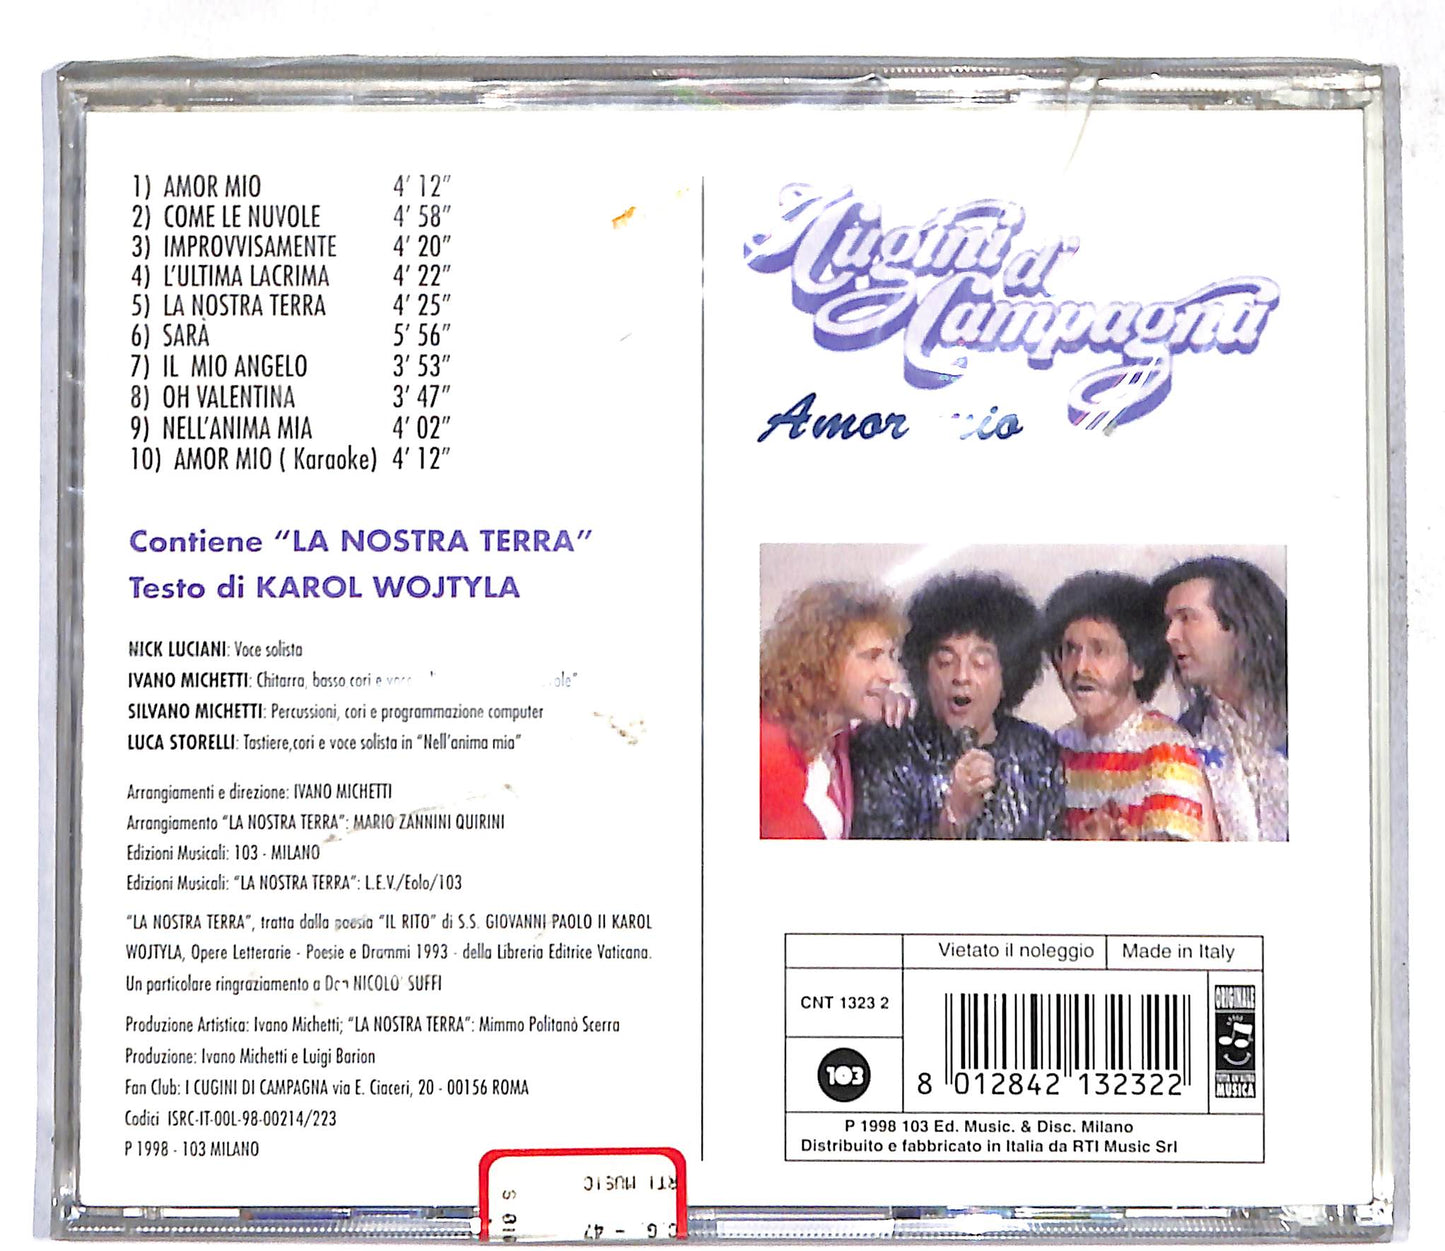 1) AMOR MIO 4' 12"
2) COME LE NUVOLE 4' 58"
3) IMPROVVISAMENTE 4' 20"
4) L'ULTIMA LACRIMA 4' 22"
5) LA NOSTRA TERRA 4' 25"
6) SARÀ 5' 56"
7) IL MIO ANGELO 3' 53"
8) OH VALENTINA 3' 47"
9) NELL'ANIMA MIA 4' 02"
10) AMOR MIO ( Karaoke) 4' 12"
Contiene "LA NOSTRA TERRA"
Testo di KAROL WOJTYLA
NICK LUCIANI: Voce solista
IVANO MICHETTI: Chitarra, basso cori e
SILVANO MICHETTI: Percussioni, cori e programmazione computer
LUCA STORELLI: Tastiere,cori e voce solista in "Nell'anima mia"
Arrangiamenti e direzione: IVANO MICHETTI
Arrangiamento "LA NOSTRA TERRA": MARIO ZANNINI QUIRINI
Edizioni Musicali: 103 - MILANO
Edizioni Musicali: "LA NOSTRA TERRA": L.E.V./Eolo/103
"LA NOSTRA TERRA", tratta dalla poesia "IL RITO" di S.S. GIOVANNI PAOLO II KAROL
WOJTYLA, Opere Letterarie - Poesie e Drammi 1993 - della Libreria Editrice Vaticana.
Un particolare ringraziamento a Don NICOLO' SUFFI
Produzione Artistica: Ivano Michetti; "LA NOSTRA TERRA": Mimmo Politanò Scerra
Produzione: Ivano Michetti e Luigi Barion
Fan Club: I CUGINI DI CAMPAGNA via E. Ciaceri, 20 - 00156 ROMA
Codici ISRC-IT-00L-98-00214/223
P 1998 - 103 MILANO
RTI MUSIC
C.G. - 47
I Cugini di
Campagna
Amor mio
Vietato il noleggio
Made in Italy
CNT 1323 2
103
8 012842 132322
ORIGINALE
TUTTA UN'ALTRA
MUSICA
P 1998 103 Ed. Music. & Disc. Milano
Distribuito e fabbricato in Italia da RTI Music Srl